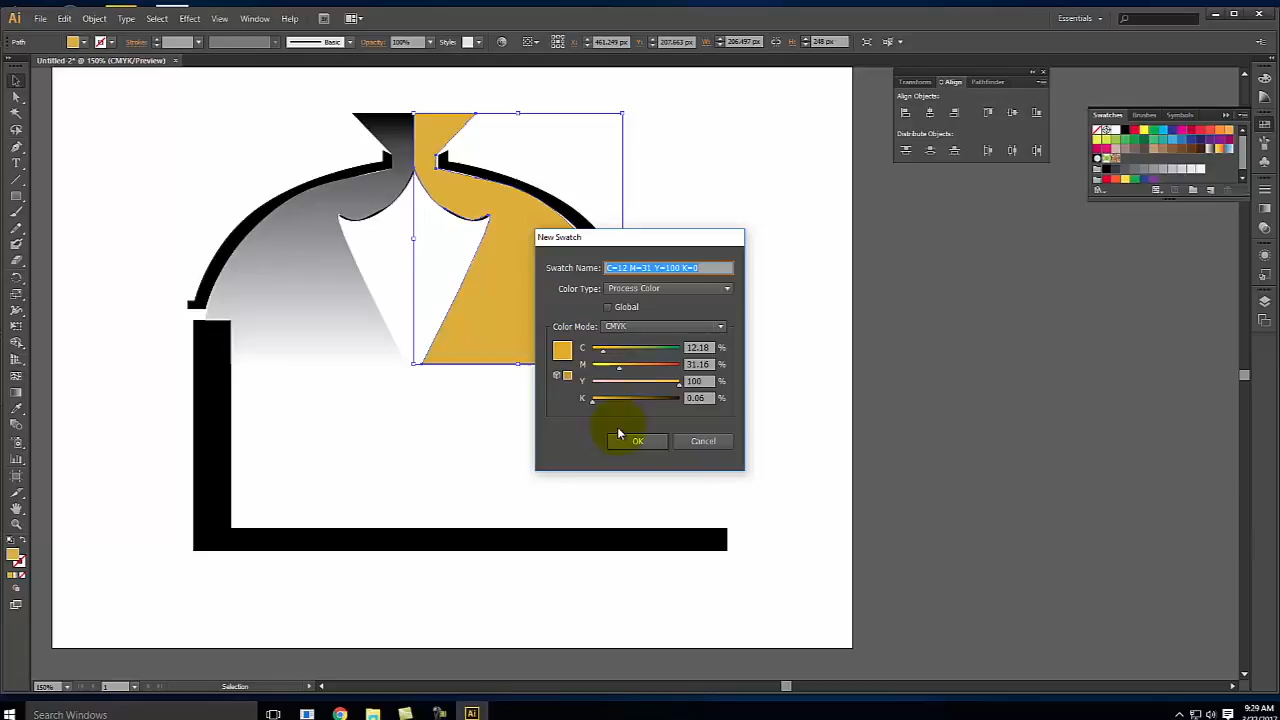 Ai File Edit Object Type Select Effect View Window Help Essentials
Path Stroke: Basic Opacity: 100% Style: X: 461.249 px Y: 207.663 px W: 206.497 px H: 248 px
Untitled-2* @ 150% (CMYK/Preview) ×
Transform Align Pathfinder
Align Objects:
Distribute Objects:
Swatches Brushes Symbols
New Swatch
Swatch Name: C=12 M=31 Y=100 K=0
Color Type: Process Color
Global
Color Mode: CMYK
C 12.18 %
M 31.16 %
Y 100 %
K 0.06 %
OK Cancel
150% 1 Selection
Search Windows Ai 9:29 AM